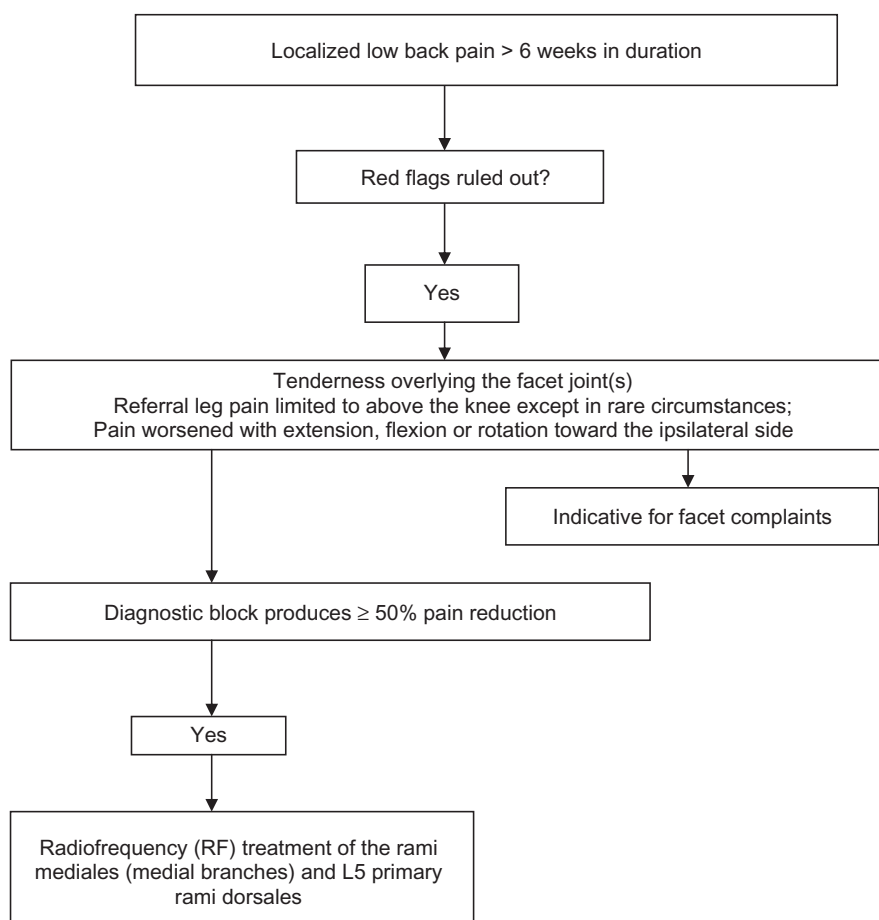 Localized low back pain > 6 weeks in duration
Red flags ruled out?
Yes
Tenderness overlying the facet joint(s)
Referral leg pain limited to above the knee except in rare circumstances;
Pain worsened with extension, flexion or rotation toward the ipsilateral side
Indicative for facet complaints
Diagnostic block produces ≥ 50% pain reduction
Yes
Radiofrequency (RF) treatment of the rami
mediales (medial branches) and L5 primary
rami dorsales